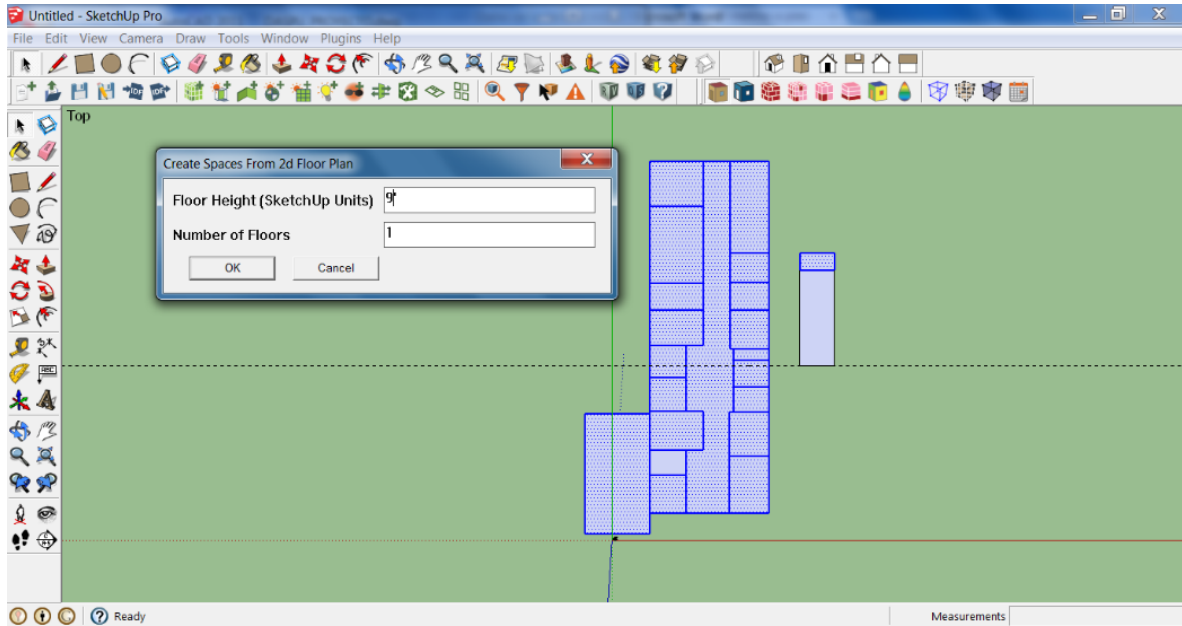 Untitled - SketchUp Pro
File Edit View Camera Draw Tools Window Plugins Help
Top
Create Spaces From 2d Floor Plan
Floor Height (SketchUp Units) 9'
Number of Floors 1
OK Cancel
Ready Measurements